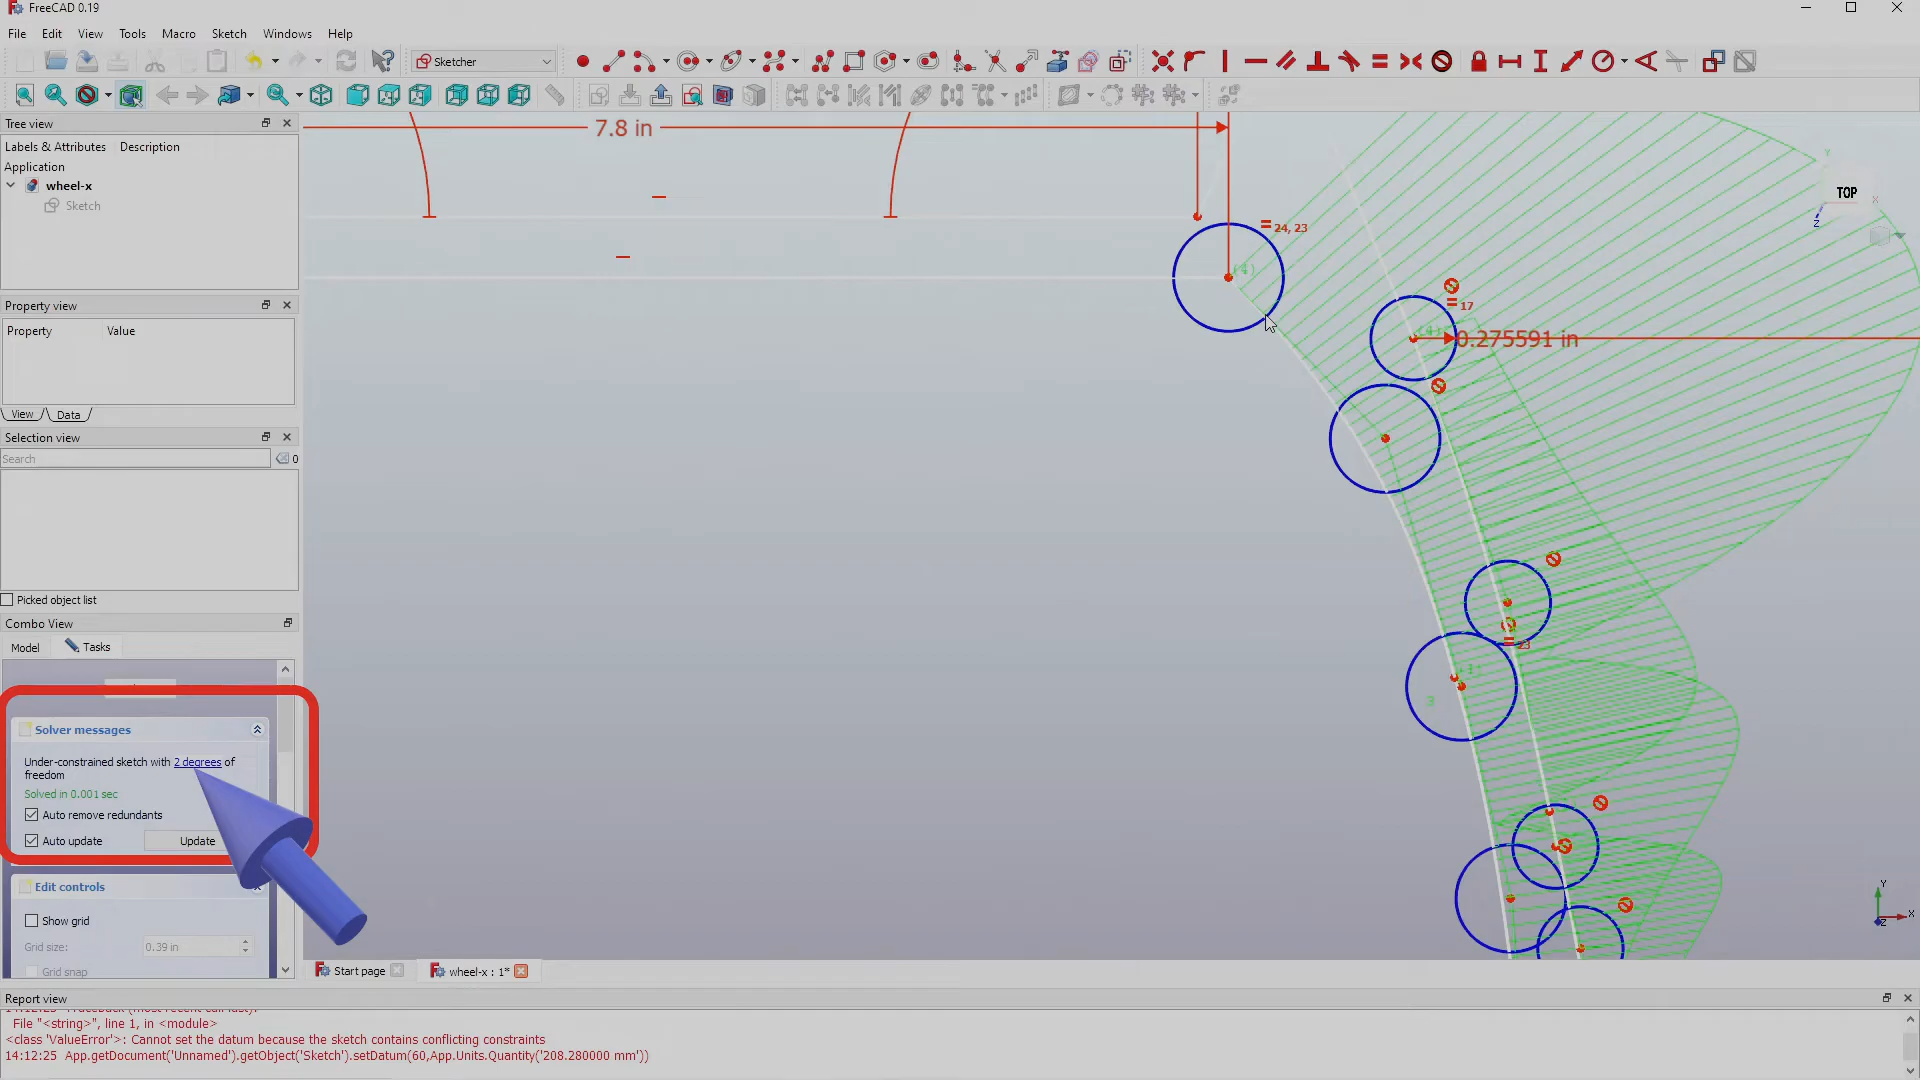 FreeCAD 0.19
File Edit View Tools Macro Sketch Windows Help
Sketcher
Tree view
Labels & Attributes Description
Application
wheel-x
Sketch
Property view
Property Value
View Data
Selection view
Search
0
Picked object list
Combo View
Model Tasks
Solver messages
Under-constrained sketch with 2 degrees of
freedom
Solved in 0.001 sec
Auto remove redundants
Auto update Update
Edit controls
Show grid
Grid size: 0.39 in
Grid snap
7.8 in
24, 23
(4)
17
(4)
0.275591 in
23
3
TOP
Y
X
Z
Y
X
Z
Start page wheel-x : 1*
Report view
File "<string>", line 1, in <module>
<class 'ValueError'>: Cannot set the datum because the sketch contains conflicting constraints
14:12:25 App.getDocument('Unnamed').getObject('Sketch').setDatum(60,App.Units.Quantity('208.280000 mm'))